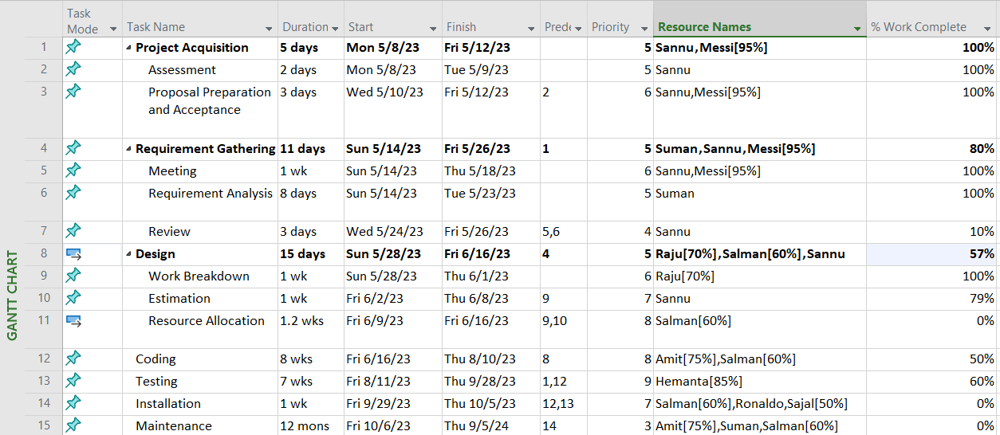 Task Mode Task Name Duration Start Finish Prede Priority Resource Names % Work Complete
1 Project Acquisition 5 days Mon 5/8/23 Fri 5/12/23 5 Sannu,Messi[95%] 100%
2 Assessment 2 days Mon 5/8/23 Tue 5/9/23 5 Sannu 100%
3 Proposal Preparation 3 days Wed 5/10/23 Fri 5/12/23 2 6 Sannu,Messi[95%] 100%
and Acceptance
4 Requirement Gathering 11 days Sun 5/14/23 Fri 5/26/23 1 5 Suman,Sannu,Messi[95%] 80%
5 Meeting 1 wk Sun 5/14/23 Thu 5/18/23 6 Sannu,Messi[95%] 100%
6 Requirement Analysis 8 days Sun 5/14/23 Tue 5/23/23 5 Suman 100%
7 Review 3 days Wed 5/24/23 Fri 5/26/23 5,6 4 Sannu 10%
8 Design 15 days Sun 5/28/23 Fri 6/16/23 4 5 Raju[70%],Salman[60%],Sannu 57%
9 Work Breakdown 1 wk Sun 5/28/23 Thu 6/1/23 6 Raju[70%] 100%
10 Estimation 1 wk Fri 6/2/23 Thu 6/8/23 9 7 Sannu 79%
11 Resource Allocation 1.2 wks Fri 6/9/23 Fri 6/16/23 9,10 8 Salman[60%] 0%
12 Coding 8 wks Fri 6/16/23 Thu 8/10/23 8 8 Amit[75%],Salman[60%] 50%
13 Testing 7 wks Fri 8/11/23 Thu 9/28/23 1,12 9 Hemanta[85%] 60%
14 Installation 1 wk Fri 9/29/23 Thu 10/5/23 12,13 7 Salman[60%],Ronaldo,Sajal[50%] 0%
15 Maintenance 12 mons Fri 10/6/23 Thu 9/5/24 14 3 Amit[75%],Suman,Salman[60%] 0%
GANTT CHART